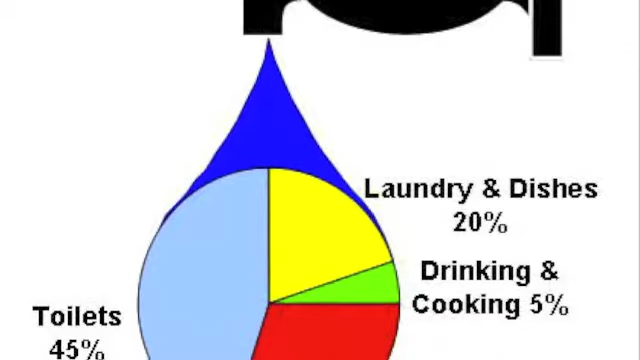 Laundry & Dishes
20%
Drinking &
Cooking 5%
Toilets
45%